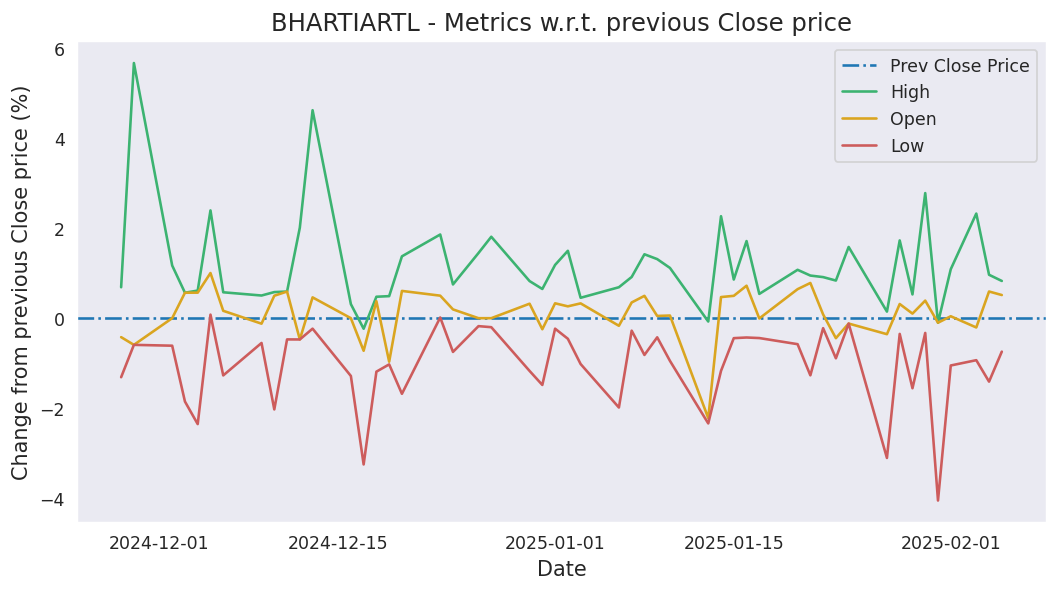 BHARTIARTL - Metrics w.r.t. previous Close price
Change from previous Close price (%)
6
4
2
0
−2
−4
Prev Close Price
High
Open
Low
2024-12-01
2024-12-15
2025-01-01
2025-01-15
2025-02-01
Date